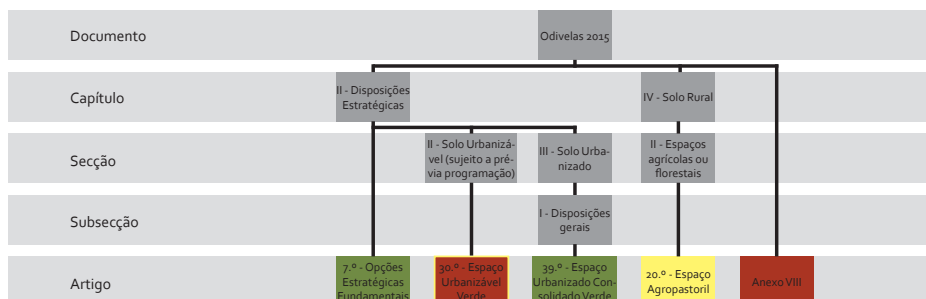 Documento
Odivelas 2015
Capítulo
II - Disposições
Estratégicas
IV - Solo Rural
Secção
II - Solo Urbanizá-
vel (sujeito a pré-
via programação)
III - Solo Urba-
nizado
II - Espaços
agrícolas ou
florestais
Subsecção
I - Disposições
gerais
Artigo
7.º - Opções
Estratégicas
Fundamentais
30.º - Espaço
Urbanizável
Verde
39.º - Espaço
Urbanizado Con-
solidado Verde
20.º - Espaço
Agropastoril
Anexo VIII